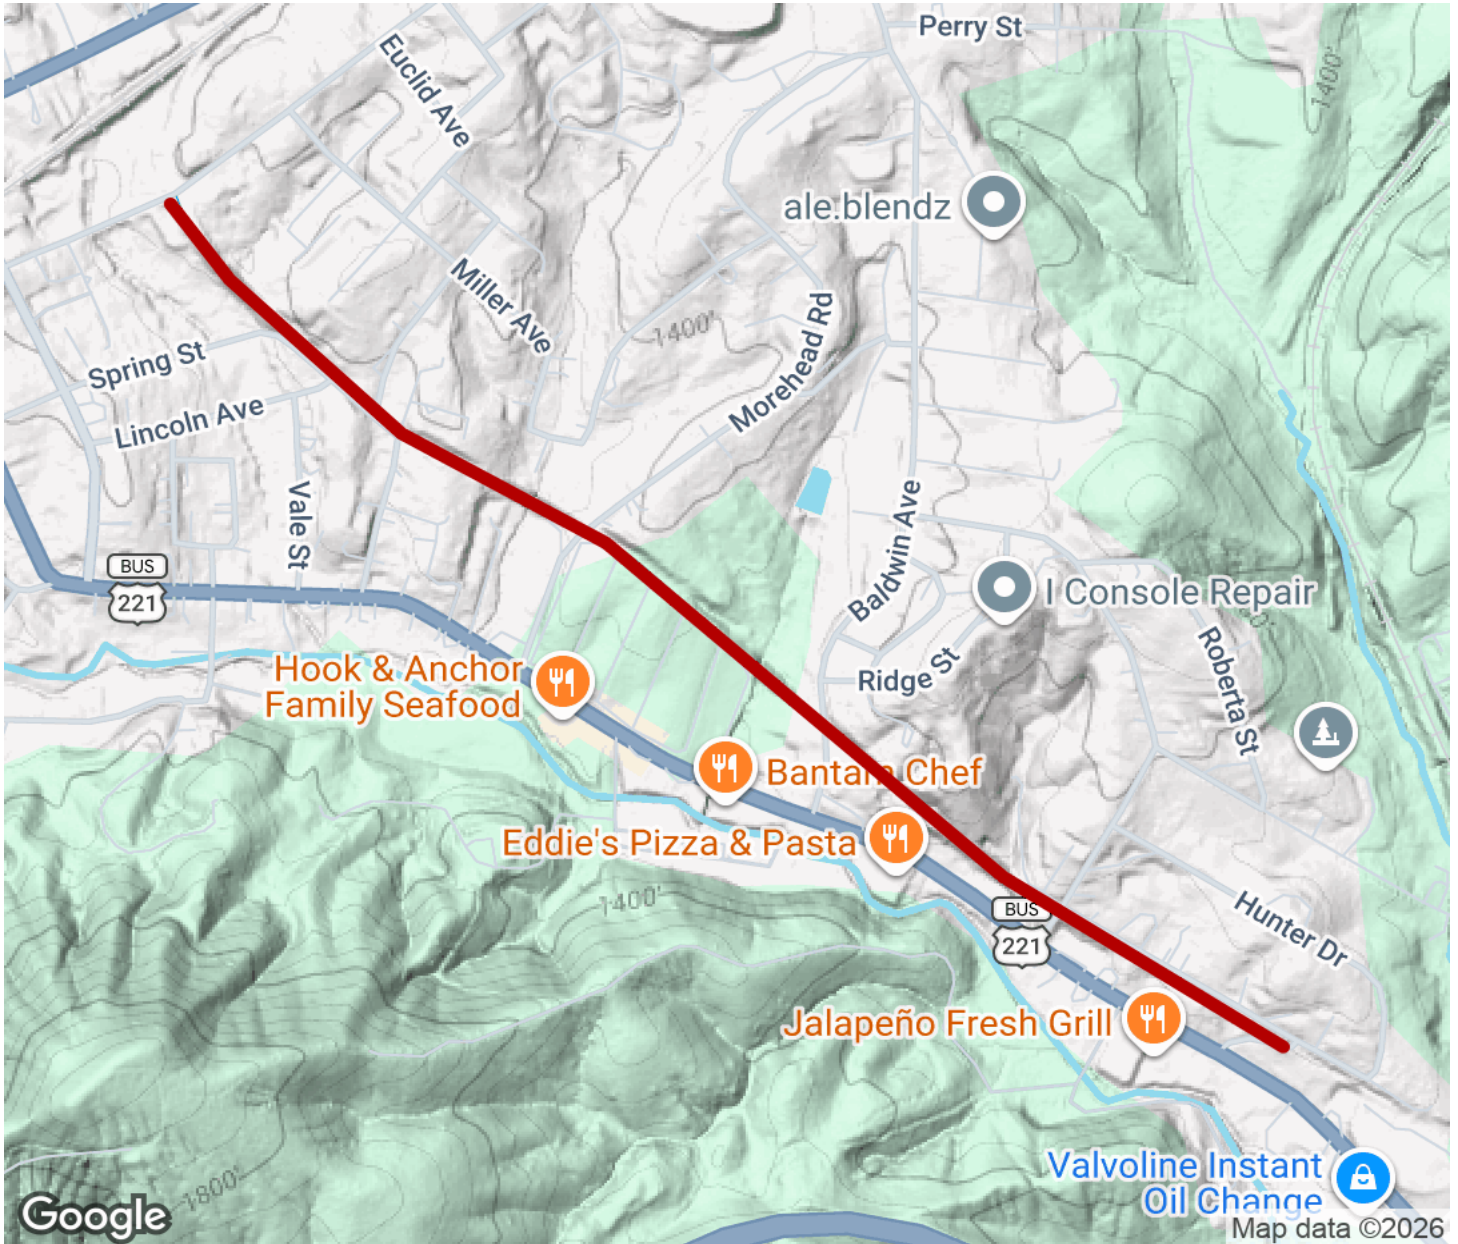 Perry St
Euclid Ave
1400'
ale.blendz
Miller Ave
1400'
Morehead Rd
Spring St
Lincoln Ave
Vale St
Baldwin Ave
BUS
221
I Console Repair
Ridge St
Roberta St
Hook & Anchor
Family Seafood
Bantam Chef
Eddie's Pizza & Pasta
1400'
BUS
221
Hunter Dr
Jalapeño Fresh Grill
Valvoline Instant
Oil Change
1800'
Google
Map data ©2026